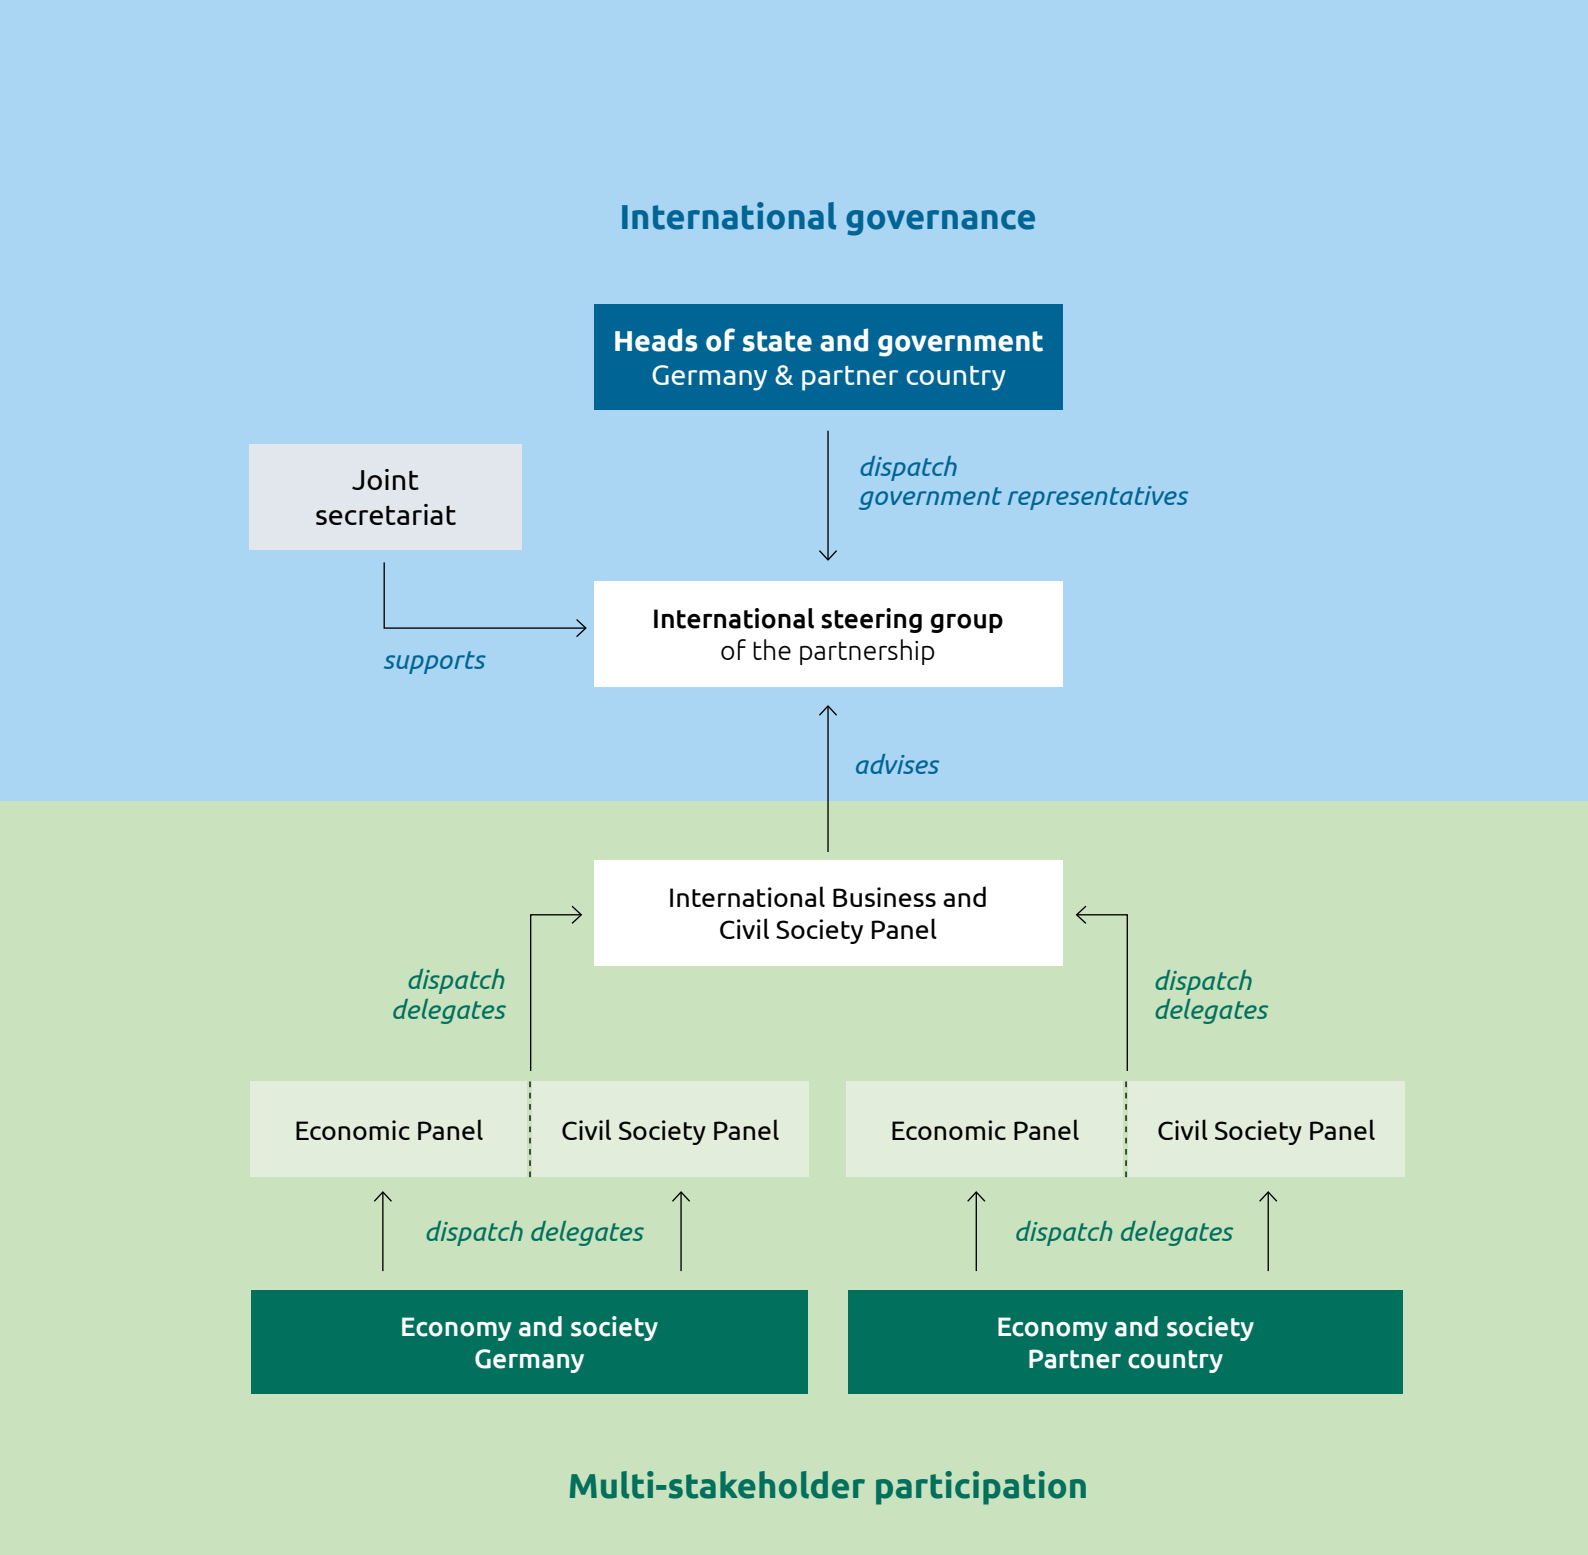 International governance
Heads of state and government
Germany & partner country
dispatch
government representatives
Joint
secretariat
International steering group
of the partnership
supports
advises
International Business and
Civil Society Panel
dispatch
delegates
dispatch
delegates
Economic Panel
Civil Society Panel
Economic Panel
Civil Society Panel
dispatch delegates
dispatch delegates
Economy and society
Germany
Economy and society
Partner country
Multi-stakeholder participation